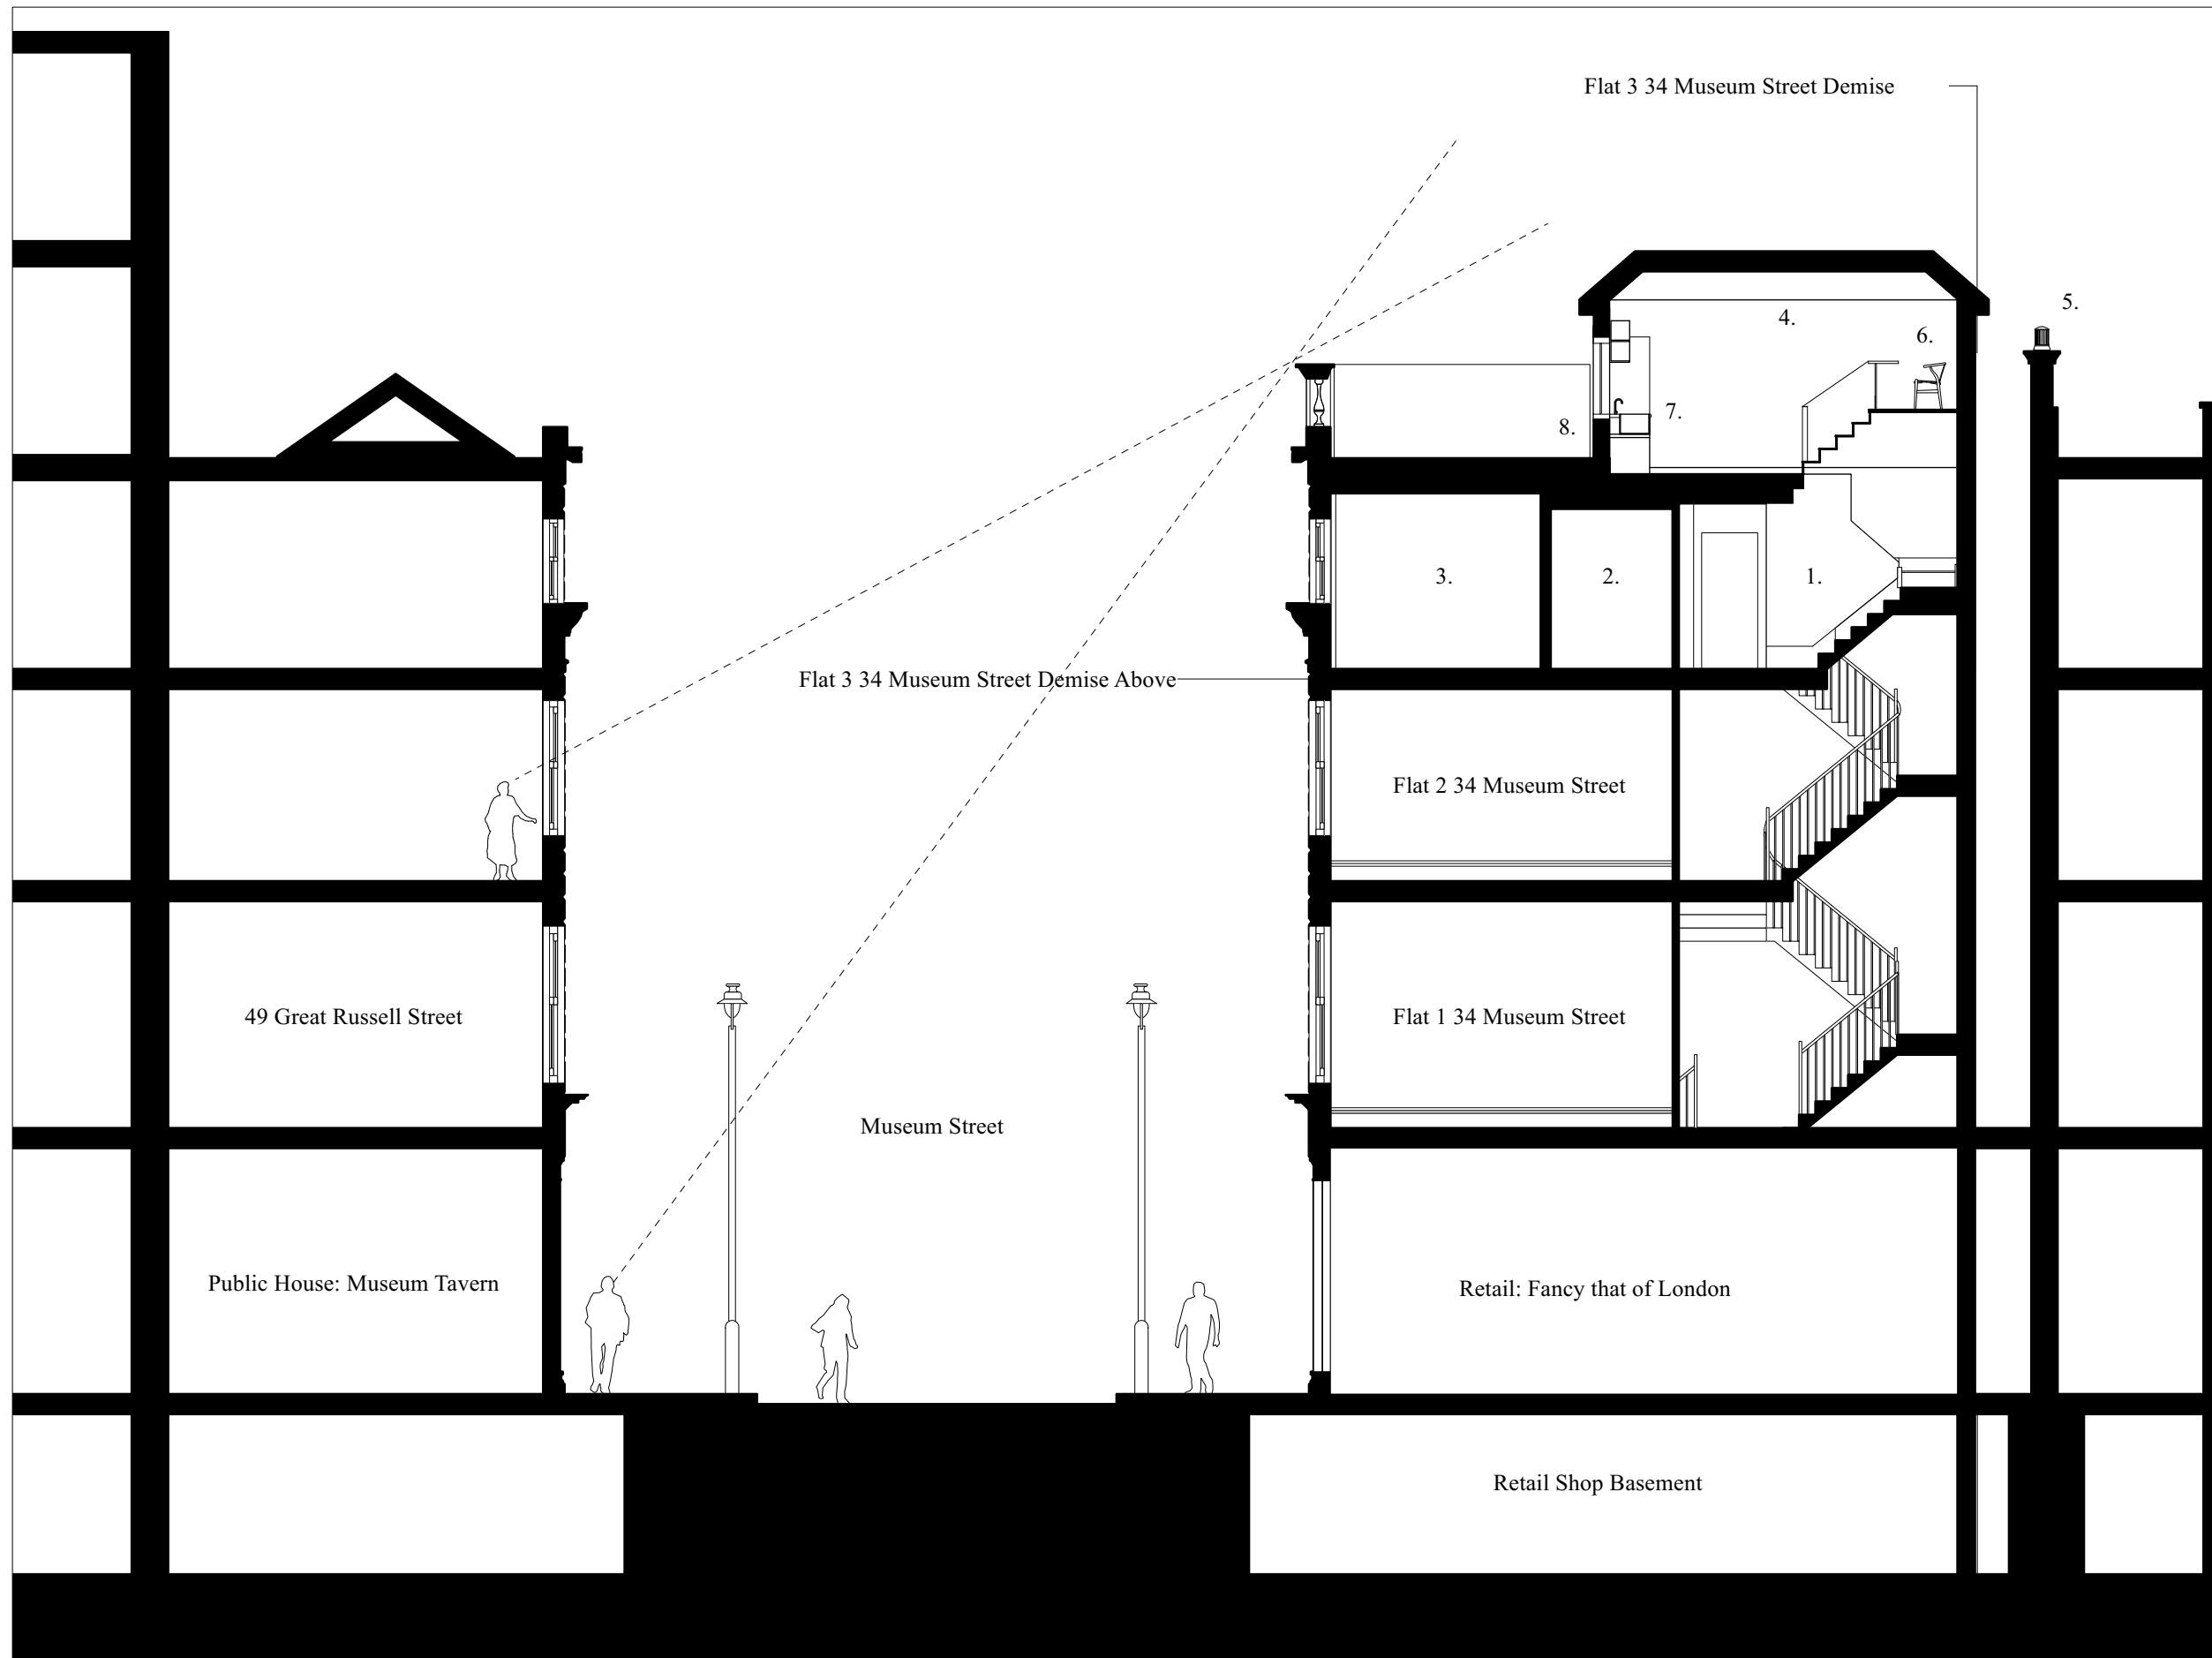 Flat 3 34 Museum Street Demise
5.
4.
6.
7.
8.
3.
2.
1.
Flat 3 34 Museum Street Demise Above
Flat 2 34 Museum Street
49 Great Russell Street
Flat 1 34 Museum Street
Museum Street
Public House: Museum Tavern
Retail: Fancy that of London
Retail Shop Basement